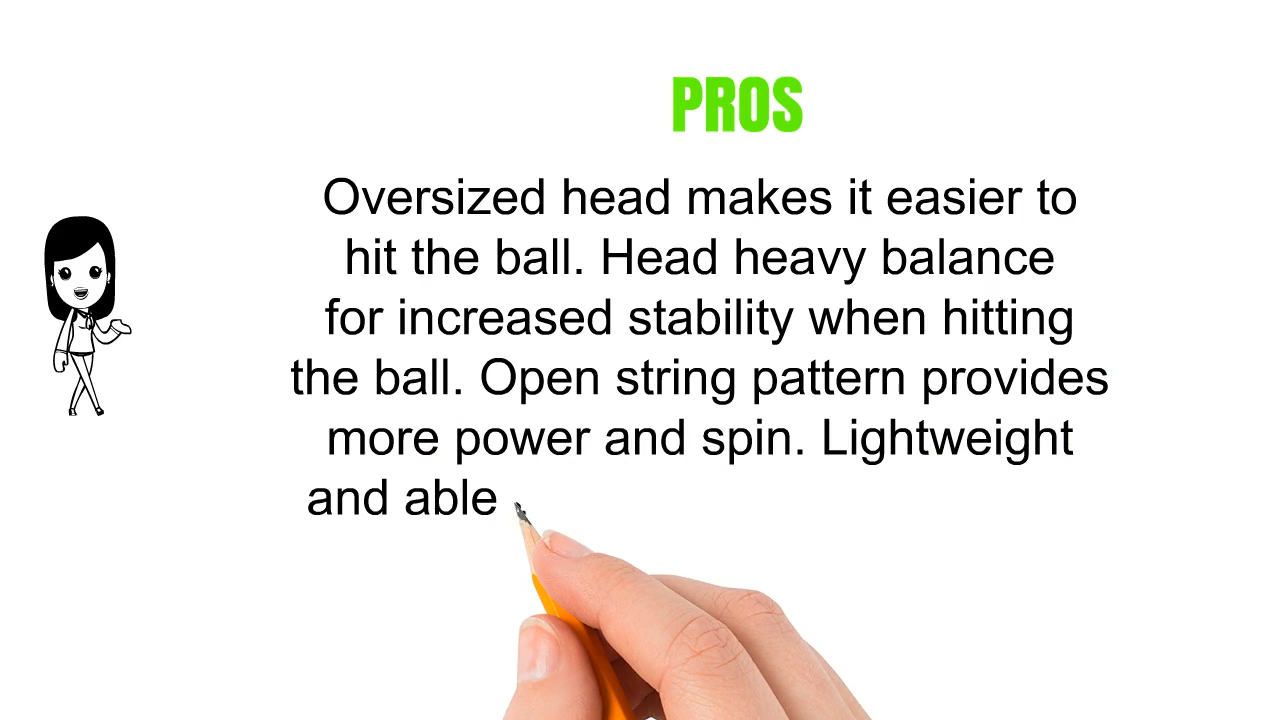 PROS
Oversized head makes it easier to
hit the ball. Head heavy balance
for increased stability when hitting
the ball. Open string pattern provides
more power and spin. Lightweight
and able